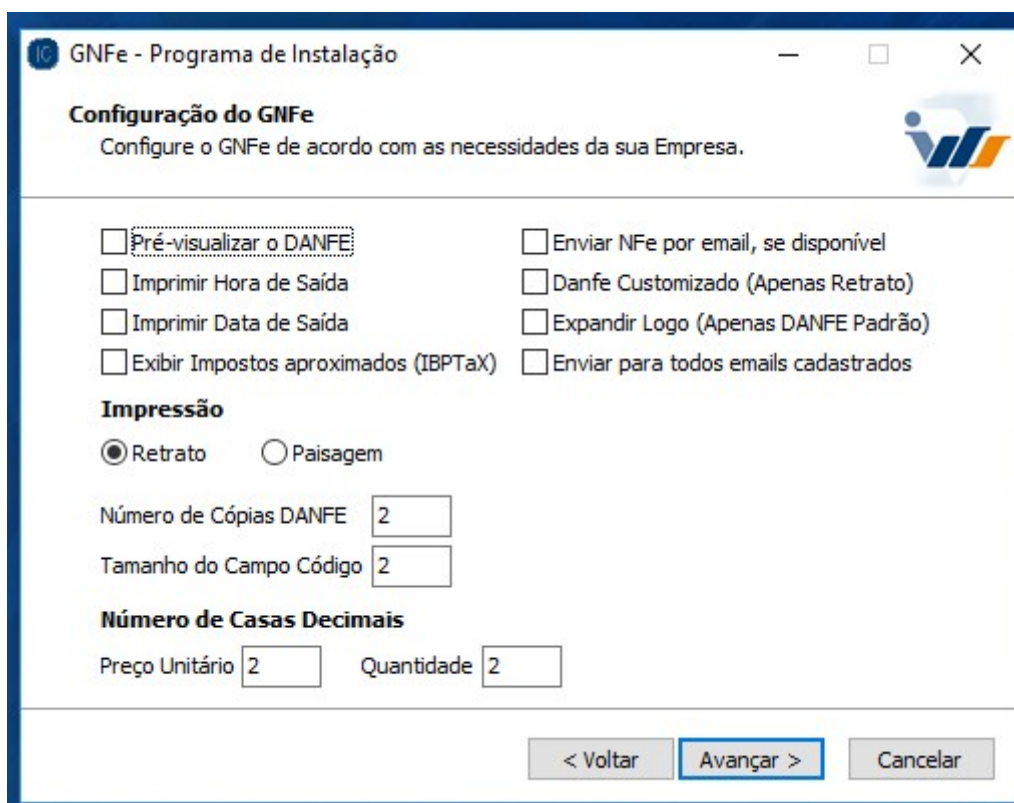 IC GNFe - Programa de Instalação
Configuração do GNFe
Configure o GNFe de acordo com as necessidades da sua Empresa.
Pré-visualizar o DANFE Enviar NFe por email, se disponível
Imprimir Hora de Saída Danfe Customizado (Apenas Retrato)
Imprimir Data de Saída Expandir Logo (Apenas DANFE Padrão)
Exibir Impostos aproximados (IBPTaX) Enviar para todos emails cadastrados
Impressão
Retrato Paisagem
Número de Cópias DANFE 2
Tamanho do Campo Código 2
Número de Casas Decimais
Preço Unitário 2 Quantidade 2
< Voltar Avançar > Cancelar